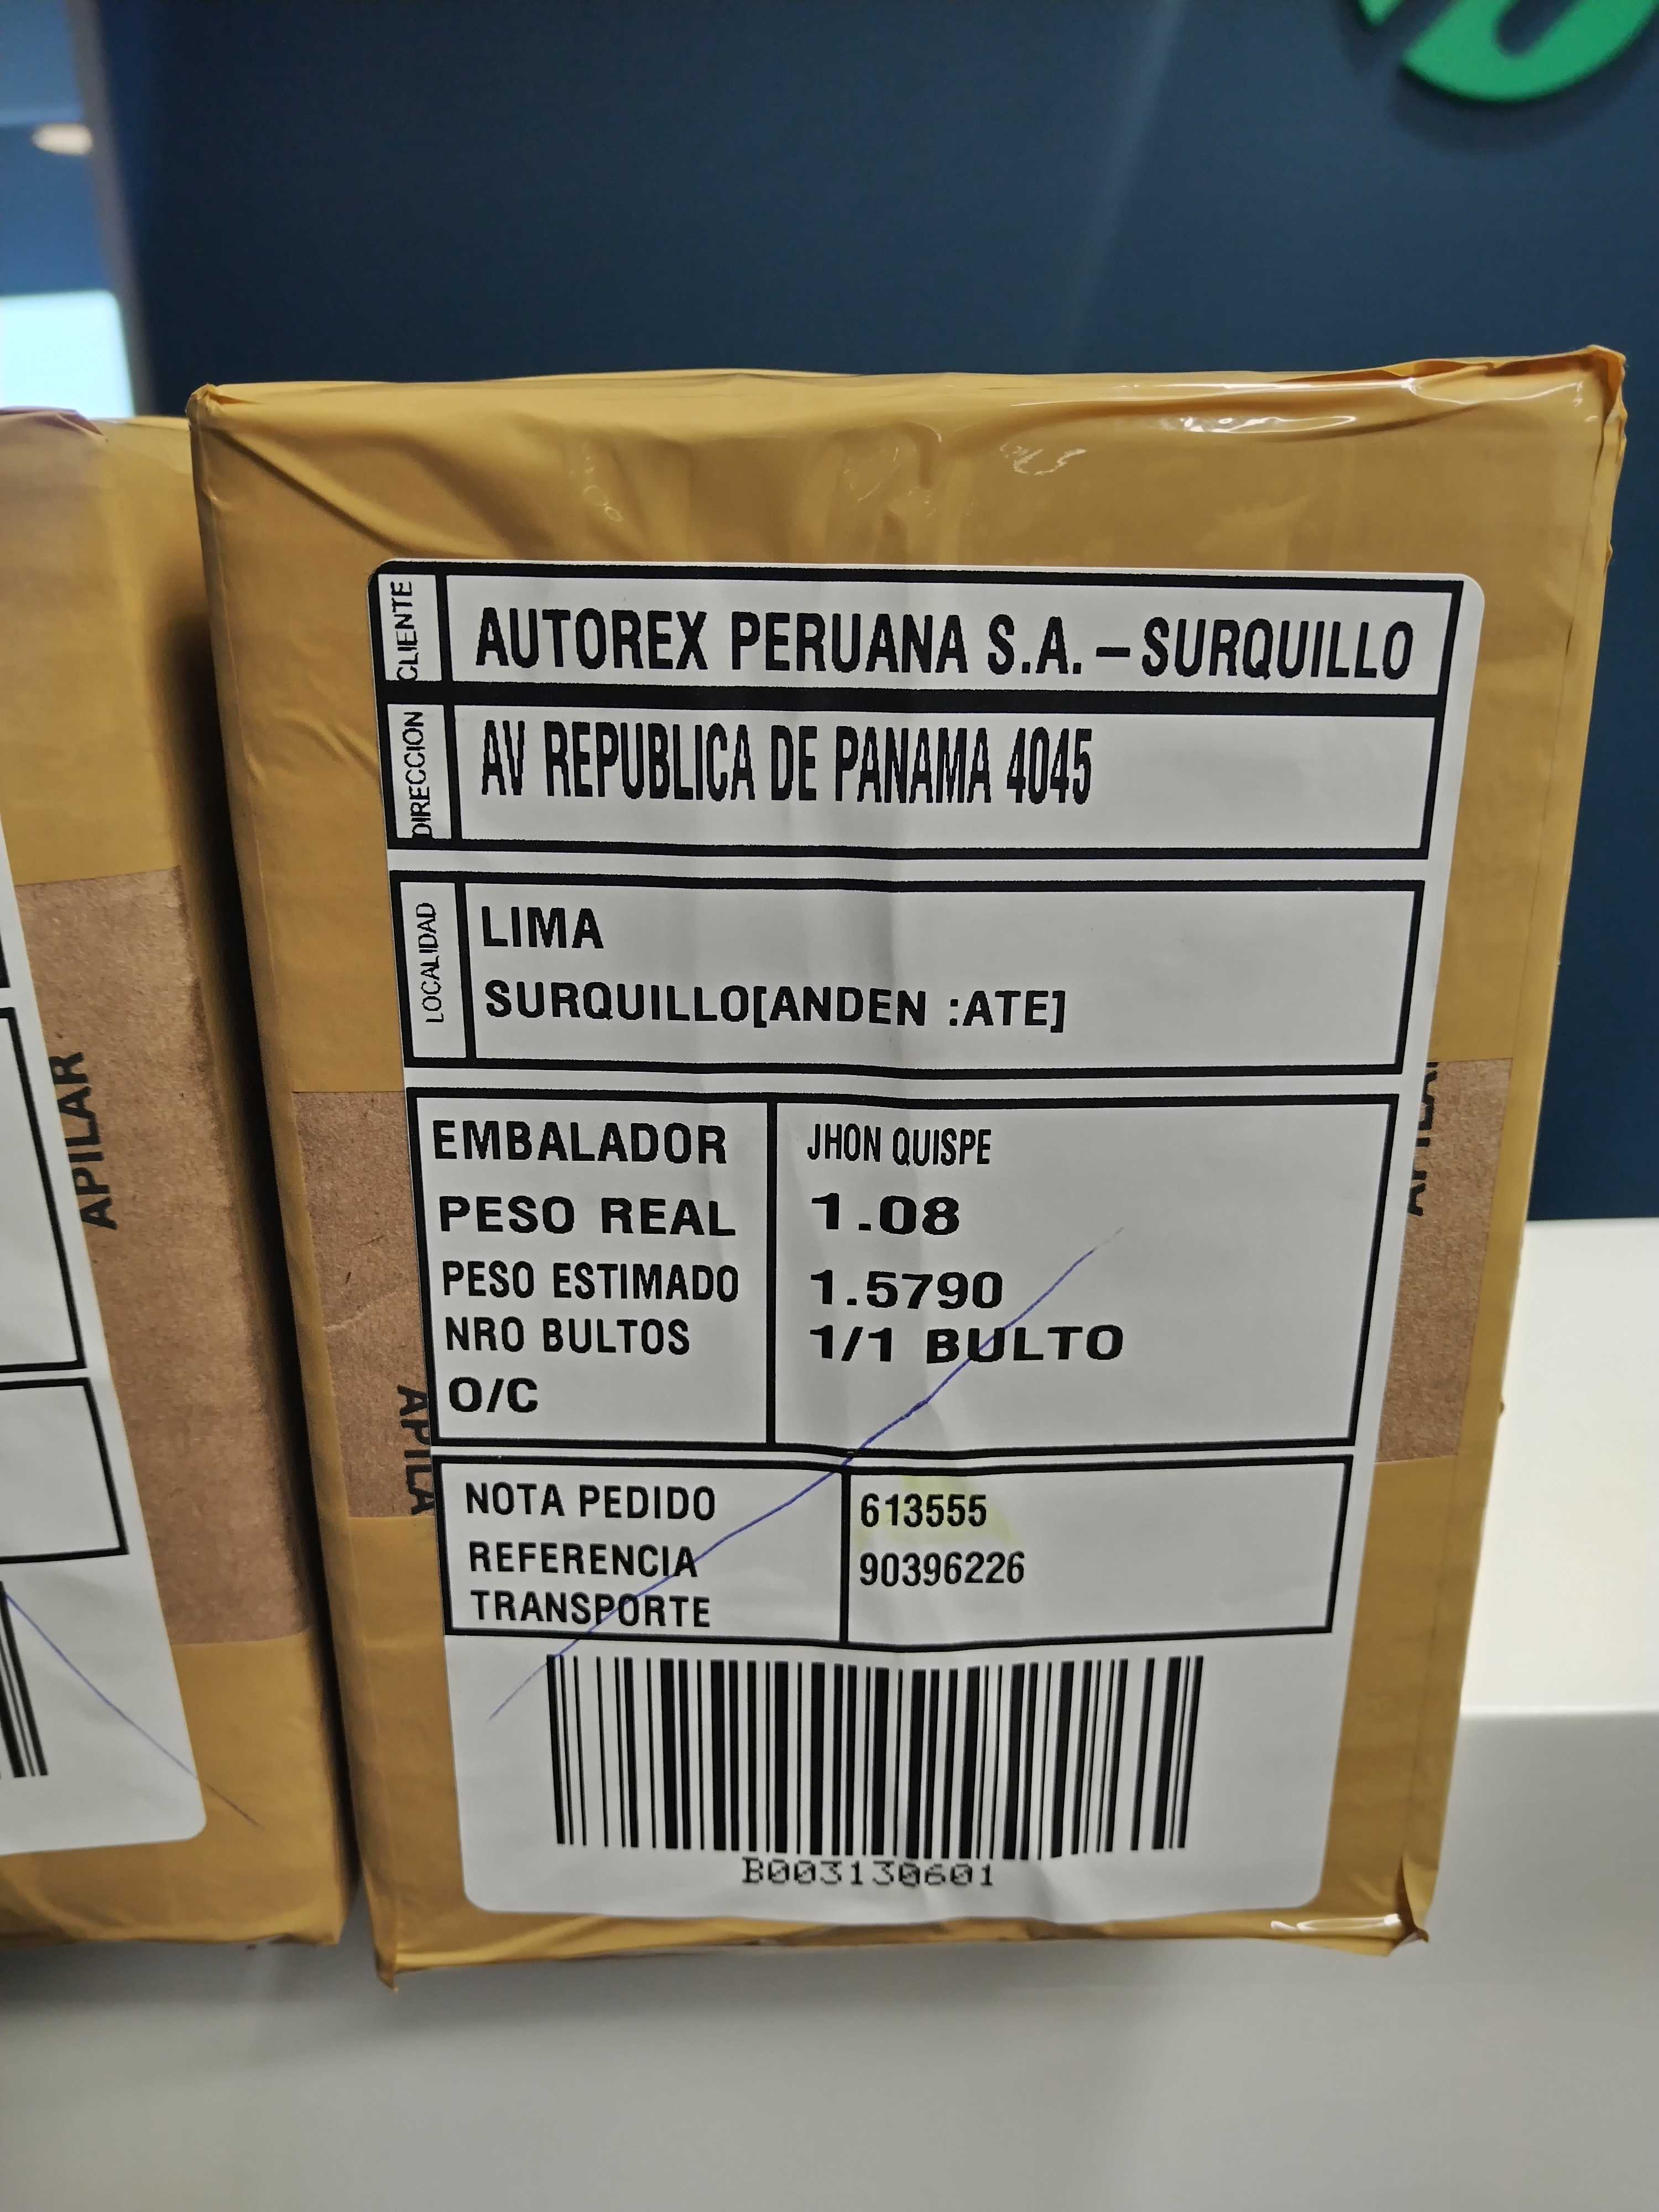 CLIENTE AUTOREX PERUANA S.A. – SURQUILLO
DIRECCION AV REPUBLICA DE PANAMA 4045
LOCALIDAD LIMA
SURQUILLO[ANDEN :ATE]
EMBALADOR JHON QUISPE
PESO REAL 1.08
PESO ESTIMADO 1.5790
NRO BULTOS 1/1 BULTO
O/C
NOTA PEDIDO 613555
REFERENCIA 90396226
TRANSPORTE
B003130601
APILAR
APILA